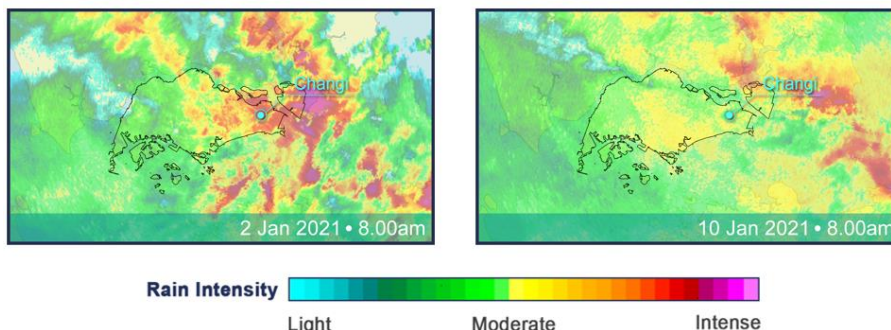 Changi
2 Jan 2021 • 8.00am
Changi
10 Jan 2021 • 8.00am
Rain Intensity
Light Moderate Intense